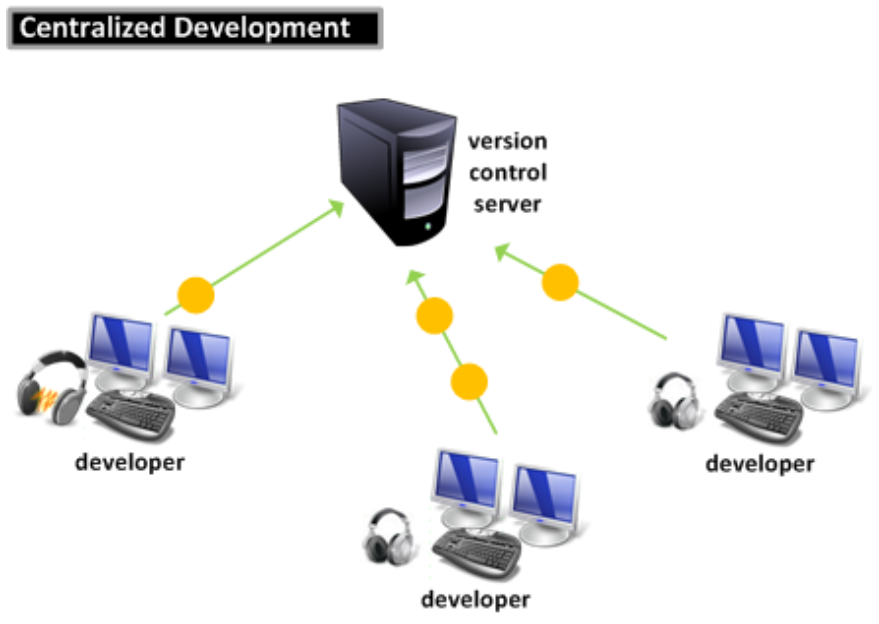 Centralized Development
version
control
server
developer
developer
developer